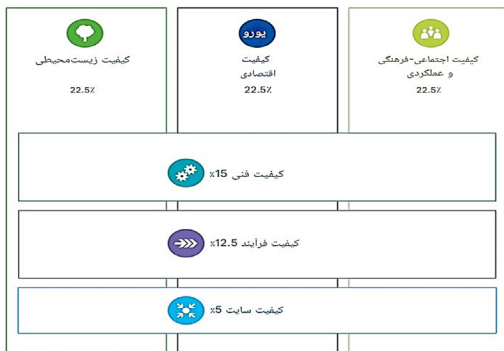 کیفیت اجتماعی-فرهنگی
و عملکردی
22.5٪
یورو
کیفیت
اقتصادی
22.5٪
کیفیت زیست‌محیطی
22.5٪
کیفیت فنی 15٪
کیفیت فرآیند 12.5٪
کیفیت سایت 5٪